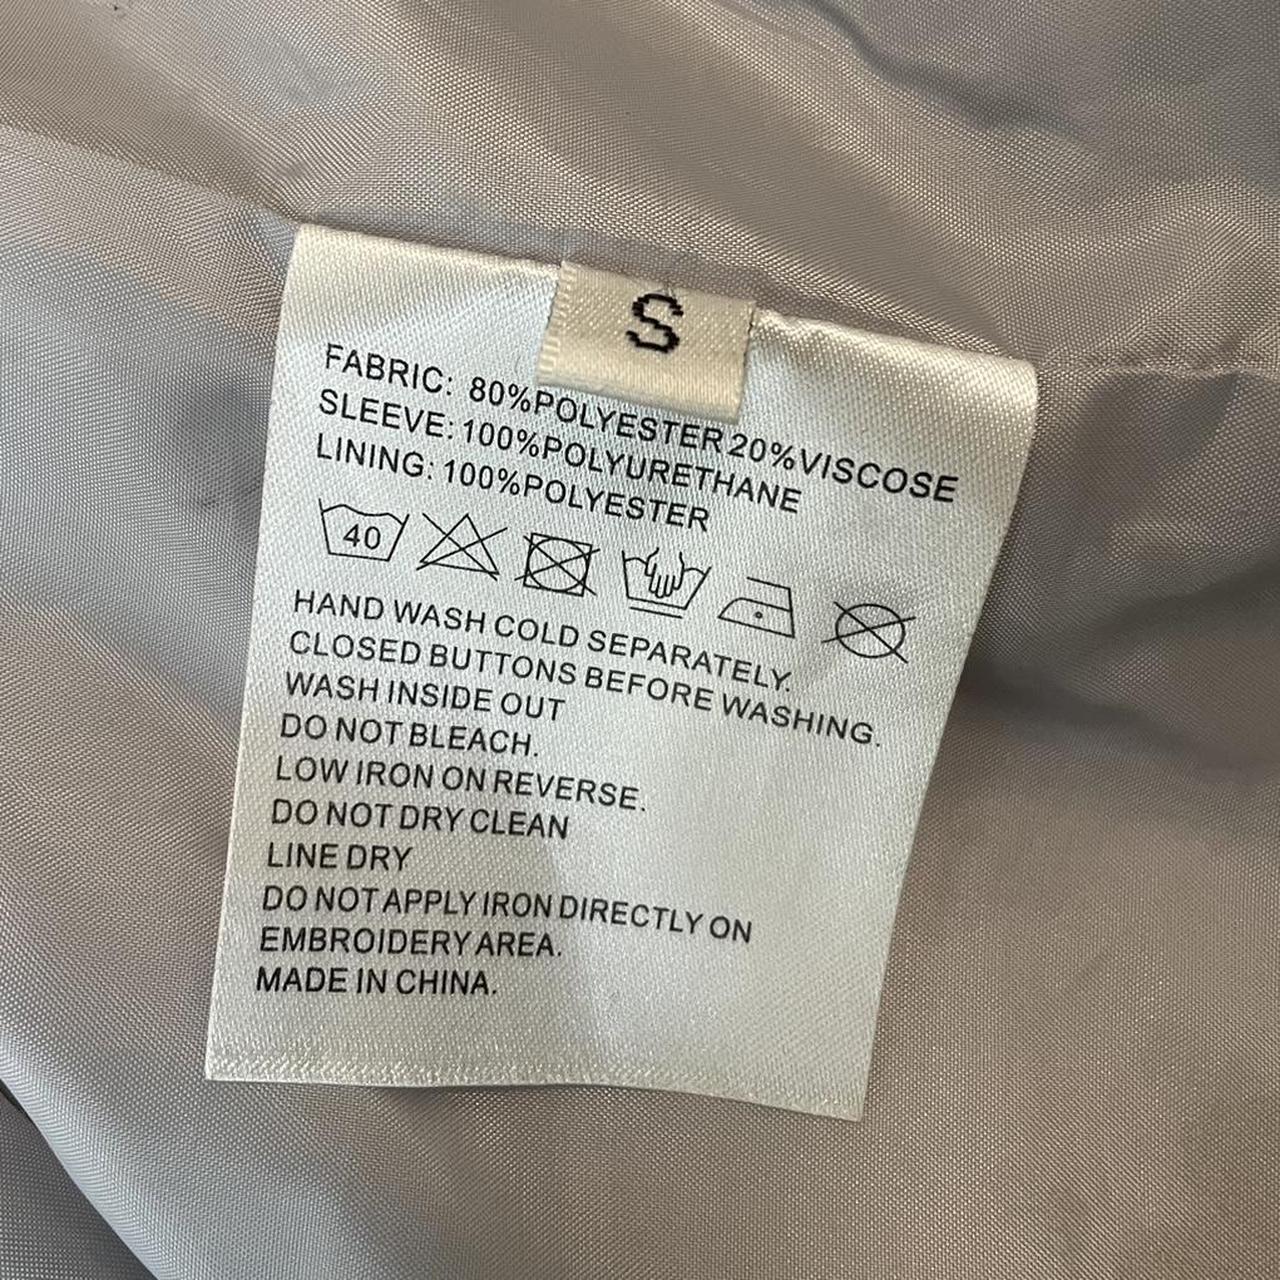 S
FABRIC: 80%POLYESTER 20%VISCOSE
SLEEVE: 100%POLYURETHANE
LINING: 100%POLYESTER
40
HAND WASH COLD SEPARATELY.
CLOSED BUTTONS BEFORE WASHING.
WASH INSIDE OUT
DO NOT BLEACH.
LOW IRON ON REVERSE.
DO NOT DRY CLEAN
LINE DRY
DO NOT APPLY IRON DIRECTLY ON
EMBROIDERY AREA.
MADE IN CHINA.